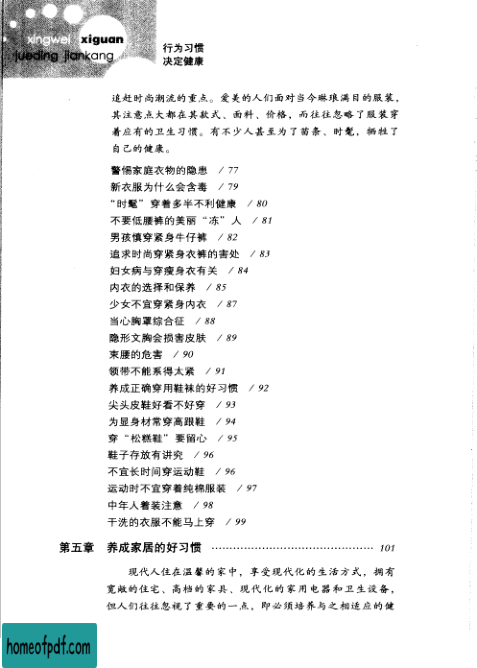 xingwei xiguan
jueding jiankang
行为习惯
决定健康
追赶时尚潮流的重点。爱美的人们面对当今琳琅满目的服装，
其注意点大都在其款式、面料、价格，而往往忽略了服装穿
着应有的卫生习惯。有不少人甚至为了苗条、时髦，牺牲了
自己的健康。
警惕家庭衣物的隐患 / 77
新衣服为什么会含毒 / 79
“时髦”穿着多半不利健康 / 80
不要低腰裤的美丽“冻”人 / 81
男孩慎穿紧身牛仔裤 / 82
追求时尚穿紧身衣裤的害处 / 83
妇女病与穿瘦身衣有关 / 84
内衣的选择和保养 / 85
少女不宜穿紧身内衣 / 87
当心胸罩综合征 / 88
隐形文胸会损害皮肤 / 89
束腰的危害 / 90
领带不能系得太紧 / 91
养成正确穿用鞋袜的好习惯 / 92
尖头皮鞋好看不好穿 / 93
为显身材常穿高跟鞋 / 94
穿“松糕鞋”要留心 / 95
鞋子存放有讲究 / 96
不宜长时间穿运动鞋 / 96
运动时不宜穿着纯棉服装 / 97
中年人着装注意 / 98
干洗的衣服不能马上穿 / 99
第五章 养成家居的好习惯 ………………………………………… 101
现代人住在温馨的家中，享受现代化的生活方式，拥有
宽敞的住宅、高档的家具、现代化的家用电器和卫生设备，
但人们往往忽视了重要的一点，即必须培养与之相适应的健
homeofpdf.com